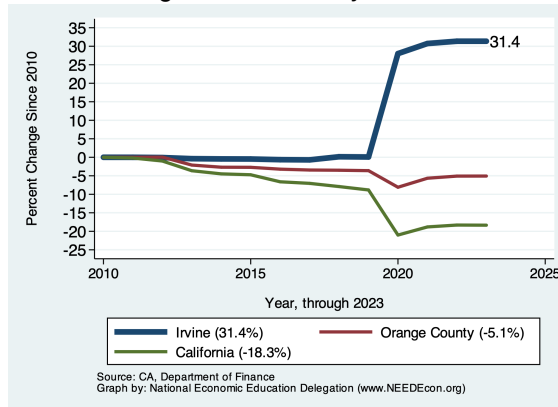 35
30
25
20
15
10
5
0
-5
-10
-15
-20
-25
Percent Change Since 2010
31.4
2010 2015 2020 2025
Year, through 2023
Irvine (31.4%) Orange County (-5.1%)
California (-18.3%)
Source: CA, Department of Finance
Graph by: National Economic Education Delegation (www.NEEDEcon.org)